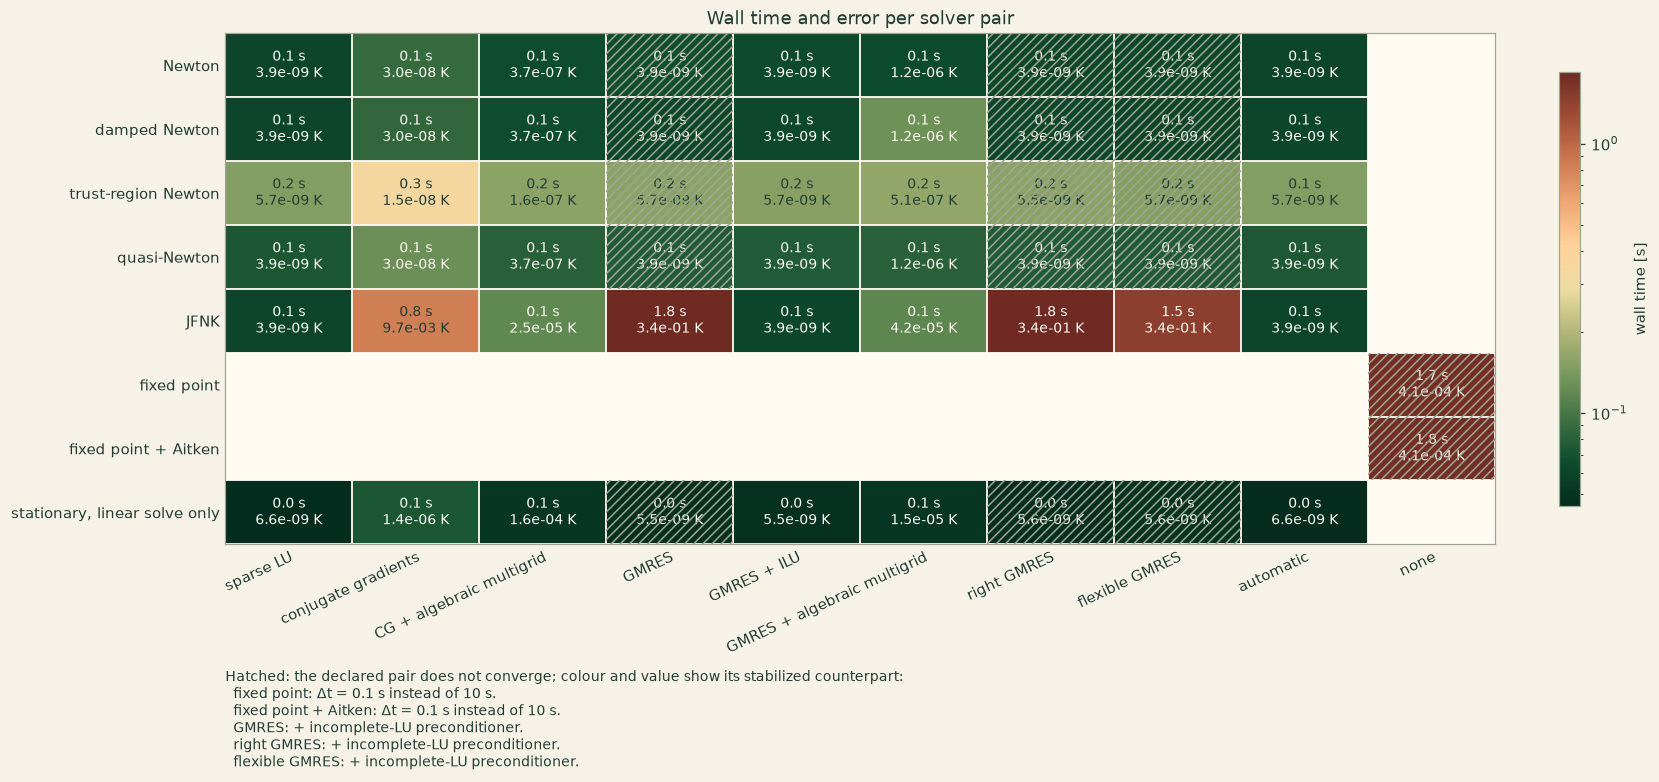 Wall time and error per solver pair
Newton
0.1 s 0.1 s 0.1 s 0.1 s 0.1 s 0.1 s 0.1 s 0.1 s 0.1 s
3.9e-09 K 3.0e-08 K 3.7e-07 K 3.9e-09 K 3.9e-09 K 1.2e-06 K 3.9e-09 K 3.9e-09 K 3.9e-09 K
damped Newton
0.1 s 0.1 s 0.1 s 0.1 s 0.1 s 0.1 s 0.1 s 0.1 s 0.1 s
3.9e-09 K 3.0e-08 K 3.7e-07 K 3.9e-09 K 3.9e-09 K 1.2e-06 K 3.9e-09 K 3.9e-09 K 3.9e-09 K
trust-region Newton
0.2 s 0.3 s 0.2 s 0.2 s 0.2 s 0.2 s 0.2 s 0.2 s 0.1 s
5.7e-09 K 1.5e-08 K 1.6e-07 K 5.7e-09 K 5.7e-09 K 5.1e-07 K 5.7e-09 K 5.7e-09 K
quasi-Newton
0.1 s 0.1 s 0.1 s 0.1 s 0.1 s 0.1 s 0.1 s 0.1 s 0.1 s
3.9e-09 K 3.0e-08 K 3.7e-07 K 3.9e-09 K 3.9e-09 K 1.2e-06 K 3.9e-09 K 3.9e-09 K 3.9e-09 K
JFNK
0.1 s 0.8 s 0.1 s 1.8 s 0.1 s 0.1 s 1.8 s 1.5 s 0.1 s
3.9e-09 K 9.7e-03 K 2.5e-05 K 3.4e-01 K 3.9e-09 K 4.2e-05 K 3.4e-01 K 3.4e-01 K 3.9e-09 K
fixed point
1.7 s
4.1e-04 K
fixed point + Aitken
1.8 s
4.1e-04 K
stationary, linear solve only
0.0 s 0.1 s 0.1 s 0.0 s 0.0 s 0.1 s 0.0 s 0.0 s 0.0 s
6.6e-09 K 1.4e-06 K 1.6e-04 K 5.5e-09 K 5.5e-09 K 1.5e-05 K 5.6e-09 K 5.6e-09 K 6.6e-09 K
sparse LU
conjugate gradients
CG + algebraic multigrid
GMRES
GMRES + ILU
GMRES + algebraic multigrid
right GMRES
flexible GMRES
automatic
none
10⁰
10⁻¹
wall time [s]
Hatched: the declared pair does not converge; colour and value show its stabilized counterpart:
fixed point: Δt = 0.1 s instead of 10 s.
fixed point + Aitken: Δt = 0.1 s instead of 10 s.
GMRES: + incomplete-LU preconditioner.
right GMRES: + incomplete-LU preconditioner.
flexible GMRES: + incomplete-LU preconditioner.